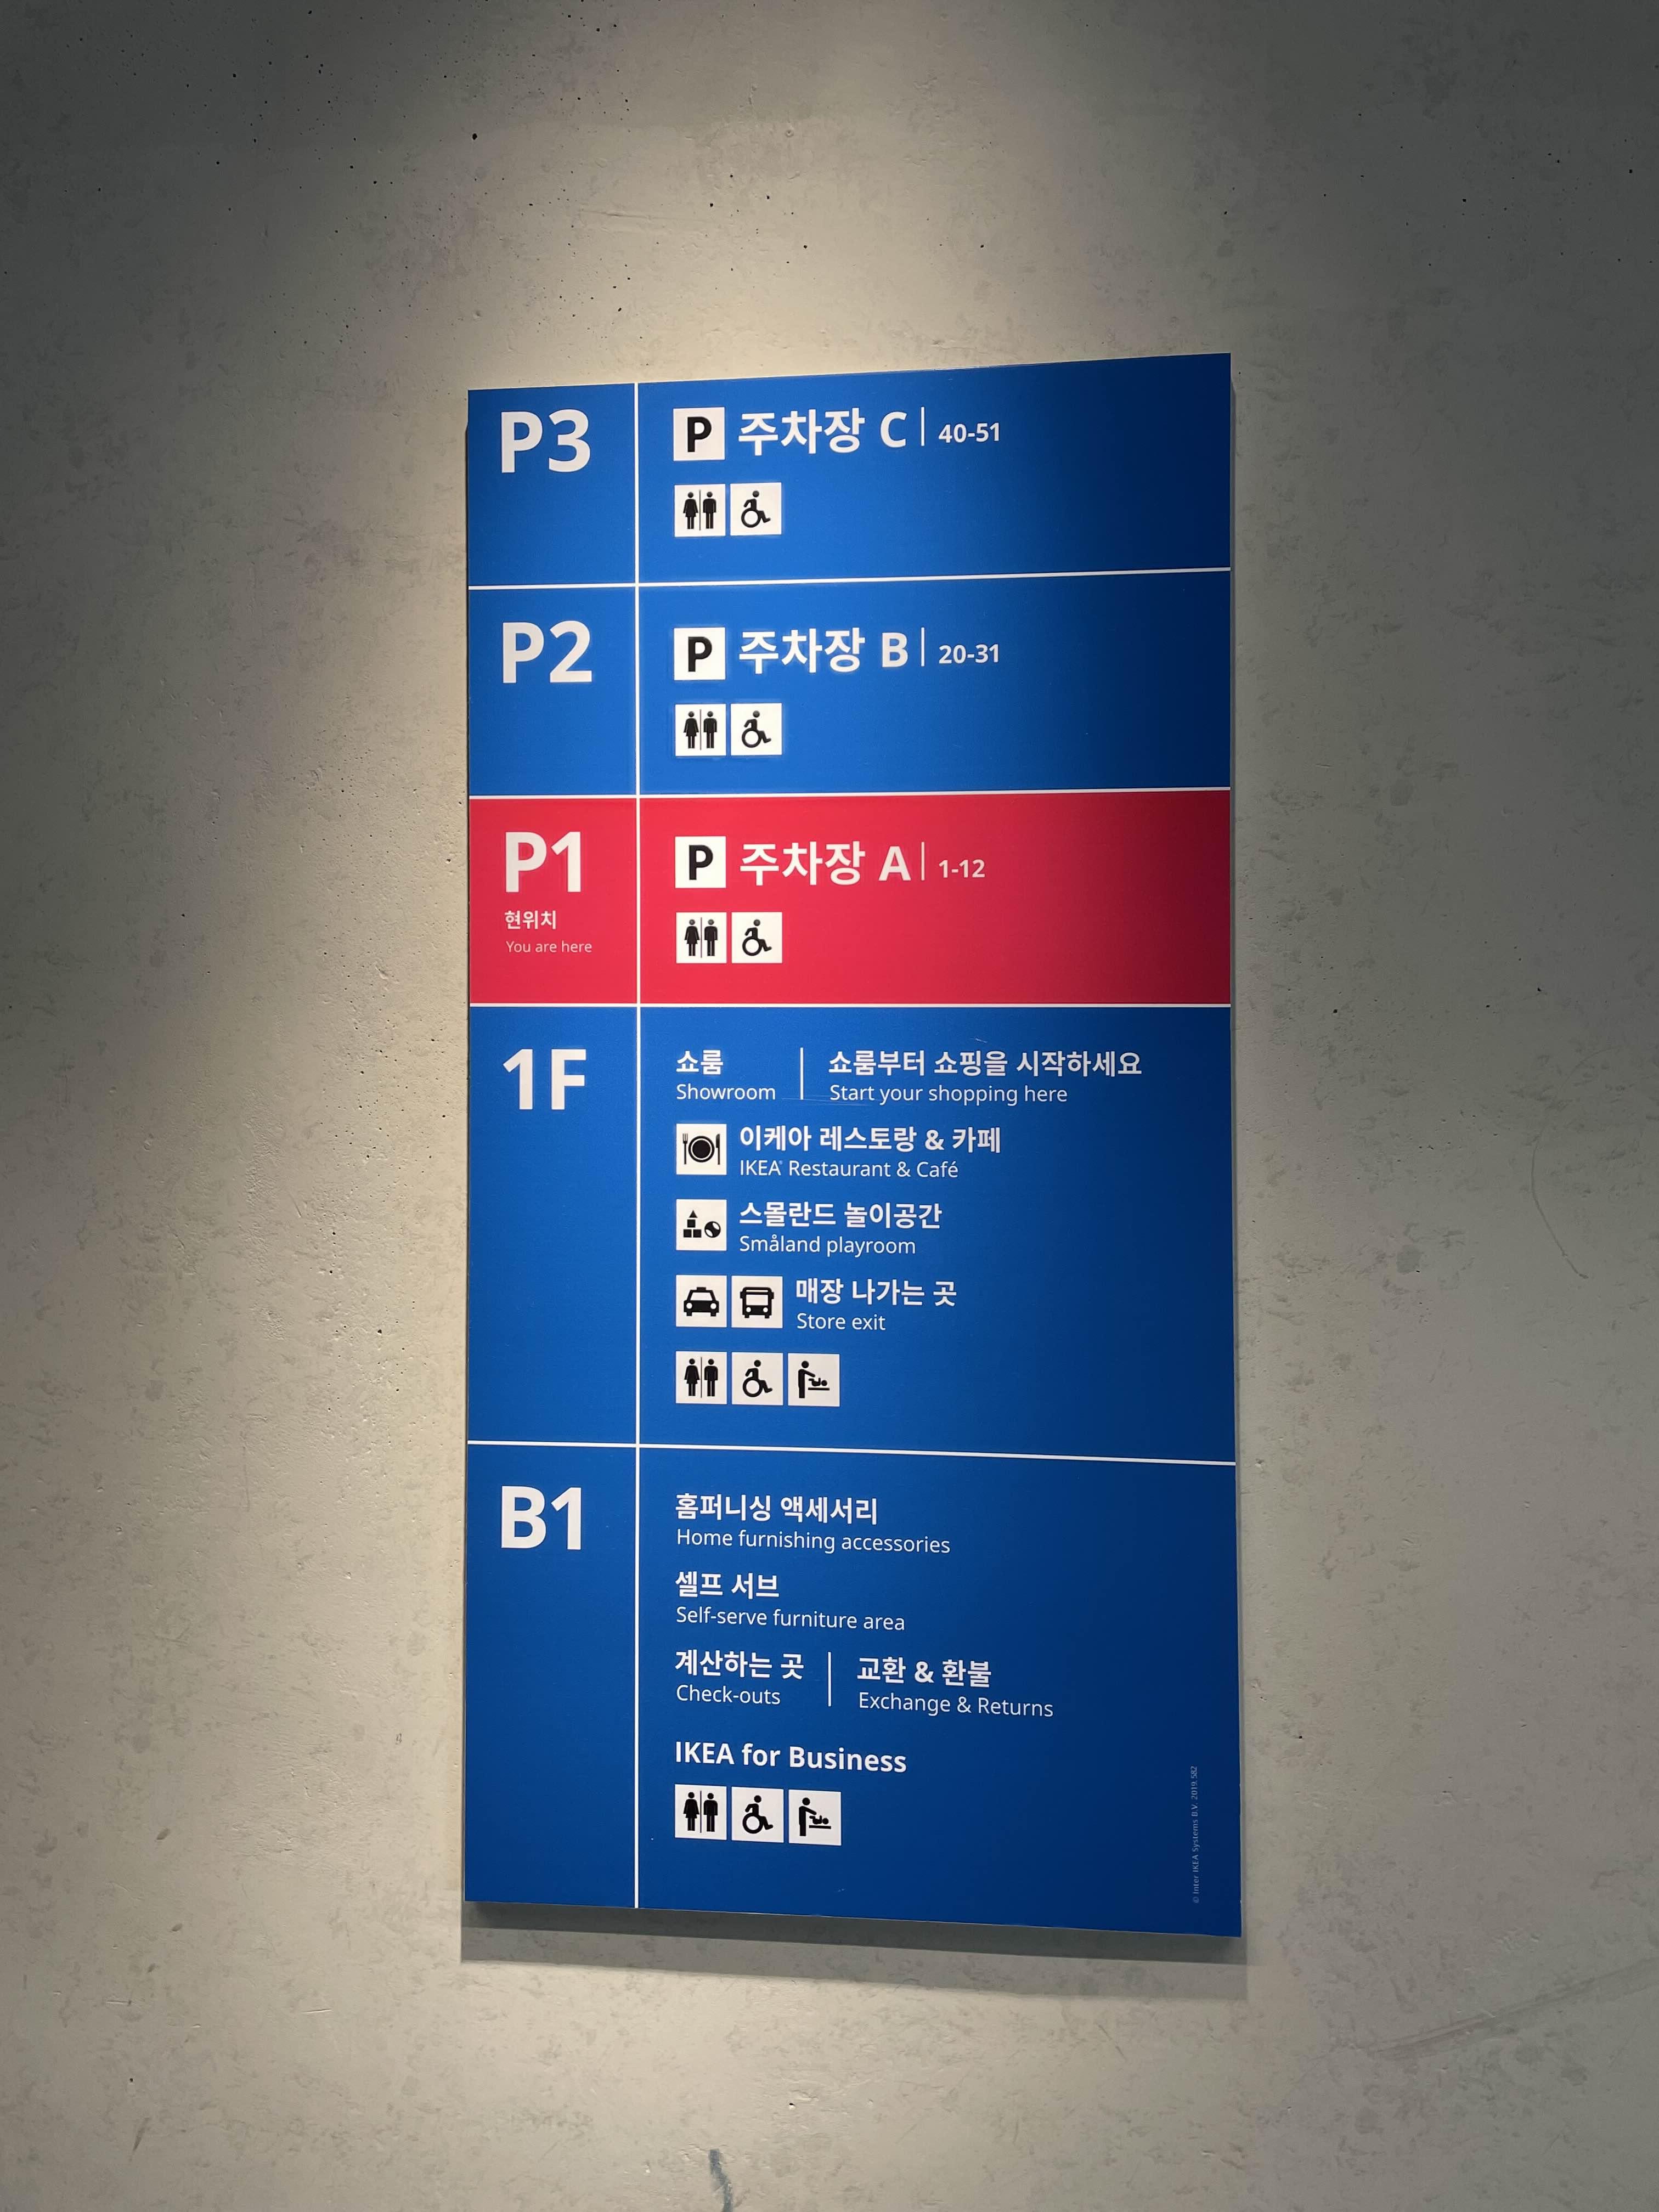 P3
P 주차장 C | 40-51
P2
P 주차장 B | 20-31
P1
현위치
You are here
P 주차장 A | 1-12
1F
쇼룸 | 쇼룸부터 쇼핑을 시작하세요
Showroom | Start your shopping here
이케아 레스토랑 & 카페
IKEA Restaurant & Café
스몰란드 놀이공간
Småland playroom
매장 나가는 곳
Store exit
B1
홈퍼니싱 액세서리
Home furnishing accessories
셀프 서브
Self-serve furniture area
계산하는 곳 | 교환 & 환불
Check-outs | Exchange & Returns
IKEA for Business
© Inter IKEA Systems B.V. 2019.582